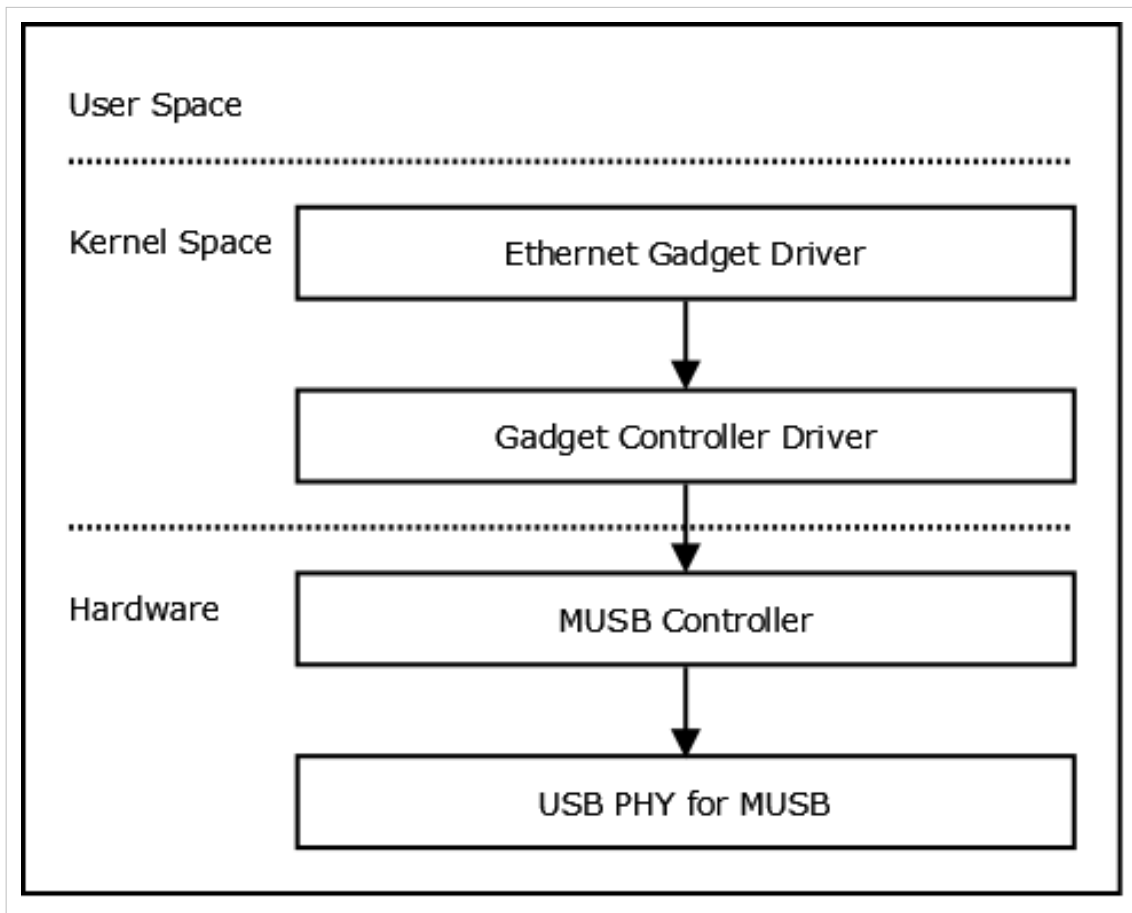 User Space
Kernel Space
Ethernet Gadget Driver
Gadget Controller Driver
Hardware
MUSB Controller
USB PHY for MUSB